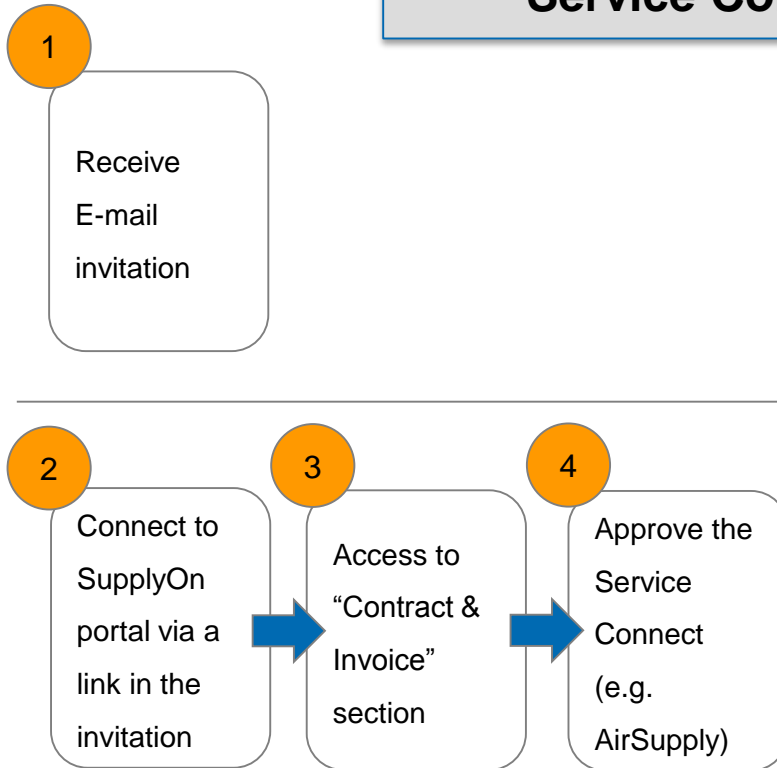 Service
1
Receive
E-mail
invitation
2
Connect to
SupplyOn
portal via a
link in the
invitation
3
Access to
“Contract &
Invoice”
section
4
Approve the
Service
Connect
(e.g.
AirSupply)